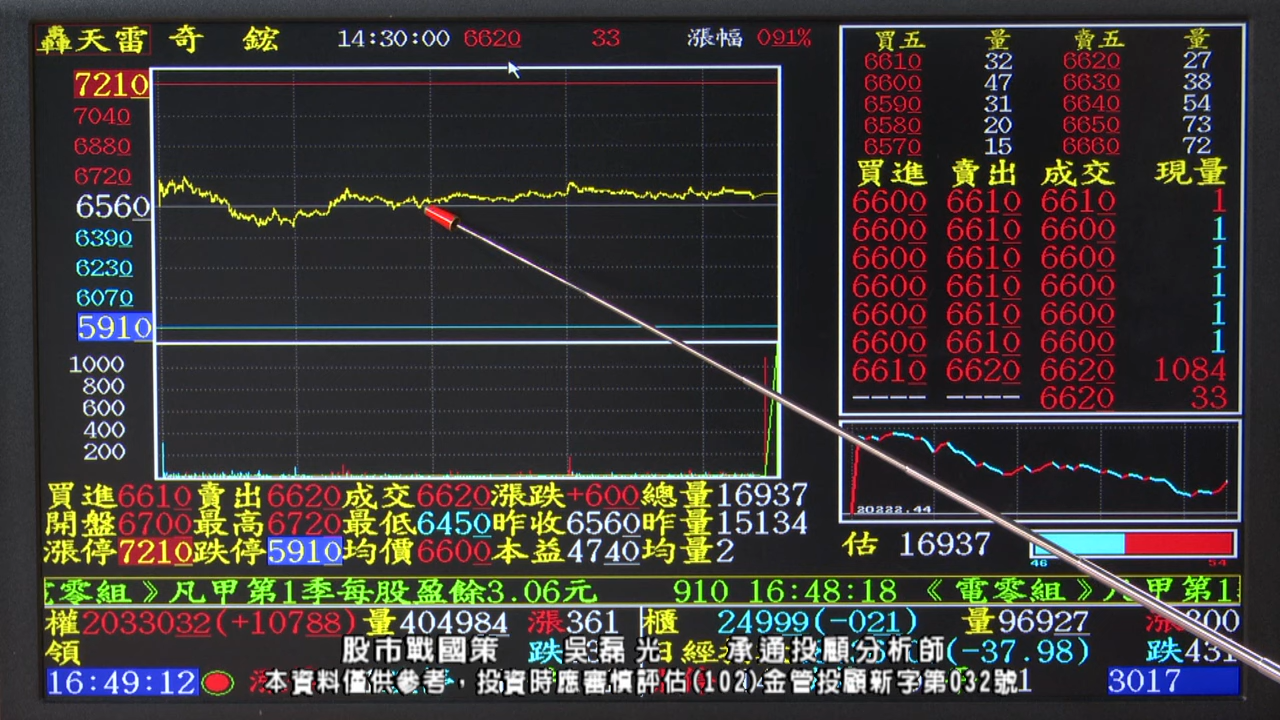 轟天雷 奇鋐 14:30:00 6620 33 漲幅 091%
買五 量 賣五 量
6610 32 6620 27
6590 47 6630 38
6590 31 6640 54
6580 20 6650 73
6570 15 6660 72
買進 賣出 成交 現量
6600 6610 6610 1
6600 6610 6610 1
6600 6610 6610 1
6600 6610 6610 1
6600 6610 6610 1
6600 6610 6610 1
6610 6620 6620 1084
---- ---- 6620 33
7210
7040
6880
6720
6560
6390
6230
6070
5910
1000
800
600
400
200
20222.44
買進6610賣出6620成交6620漲跌+600總量16937
開盤6700最高6720最低6450昨收6560昨量15134
漲停7210跌停5910均價6600本益4740均量2
估 16937
46 54
電零組》凡甲第1季每股盈餘3.06元 910 16:48:18 《電零組》凡甲第1
權2033032(+10788)量404984漲361 櫃 24999(-021) 量96927 漲300
領 跌 日經 (-37.98) 跌431
股市戰國策 吳磊光 承通投顧分析師
16:49:12 3017
本資料僅供參考，投資時應審慎評估(102)金管投顧新字第032號